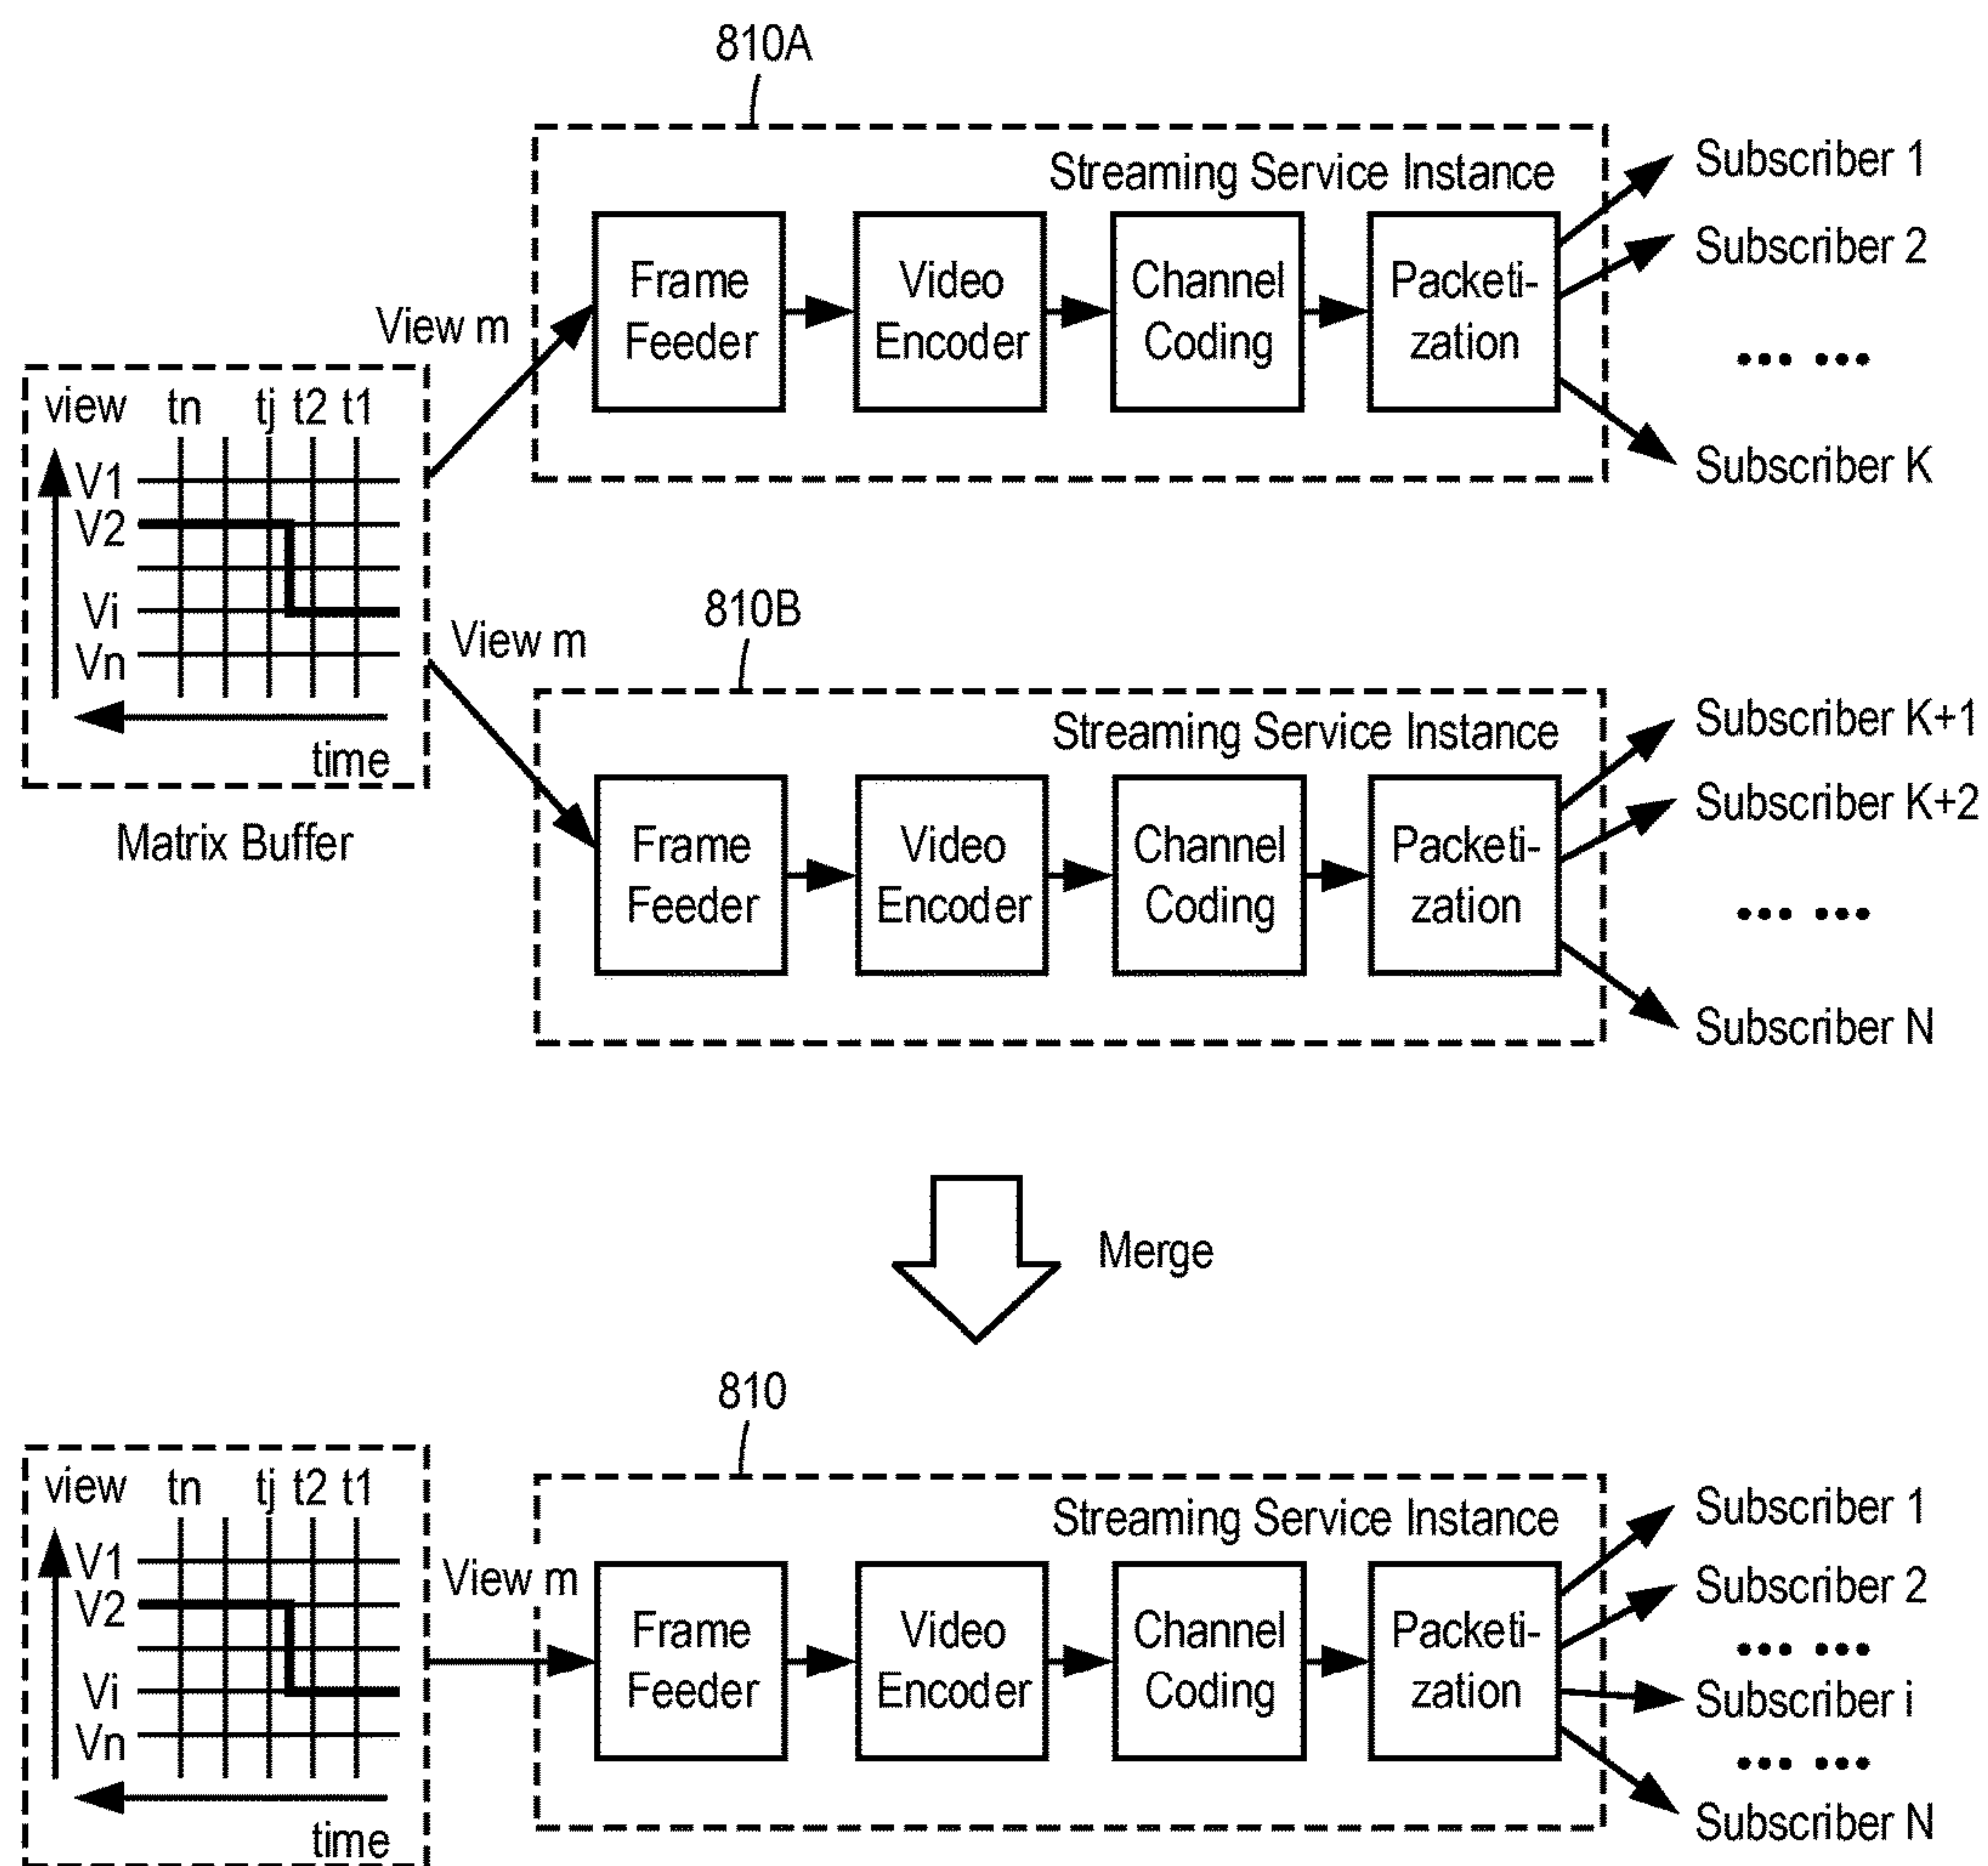 810A
Streaming Service Instance
Frame
Feeder
Video
Encoder
Channel
Coding
Packeti-
zation
Subscriber 1
Subscriber 2
... ...
Subscriber K
View m
view tn tj t2 t1
V1
V2
Vi
Vn
time
Matrix Buffer
View m
810B
Streaming Service Instance
Frame
Feeder
Video
Encoder
Channel
Coding
Packeti-
zation
Subscriber K+1
Subscriber K+2
... ...
Subscriber N
Merge
810
view tn tj t2 t1
V1
V2
Vi
Vn
time
View m
Streaming Service Instance
Frame
Feeder
Video
Encoder
Channel
Coding
Packeti-
zation
Subscriber 1
Subscriber 2
... ...
Subscriber i
... ...
Subscriber N